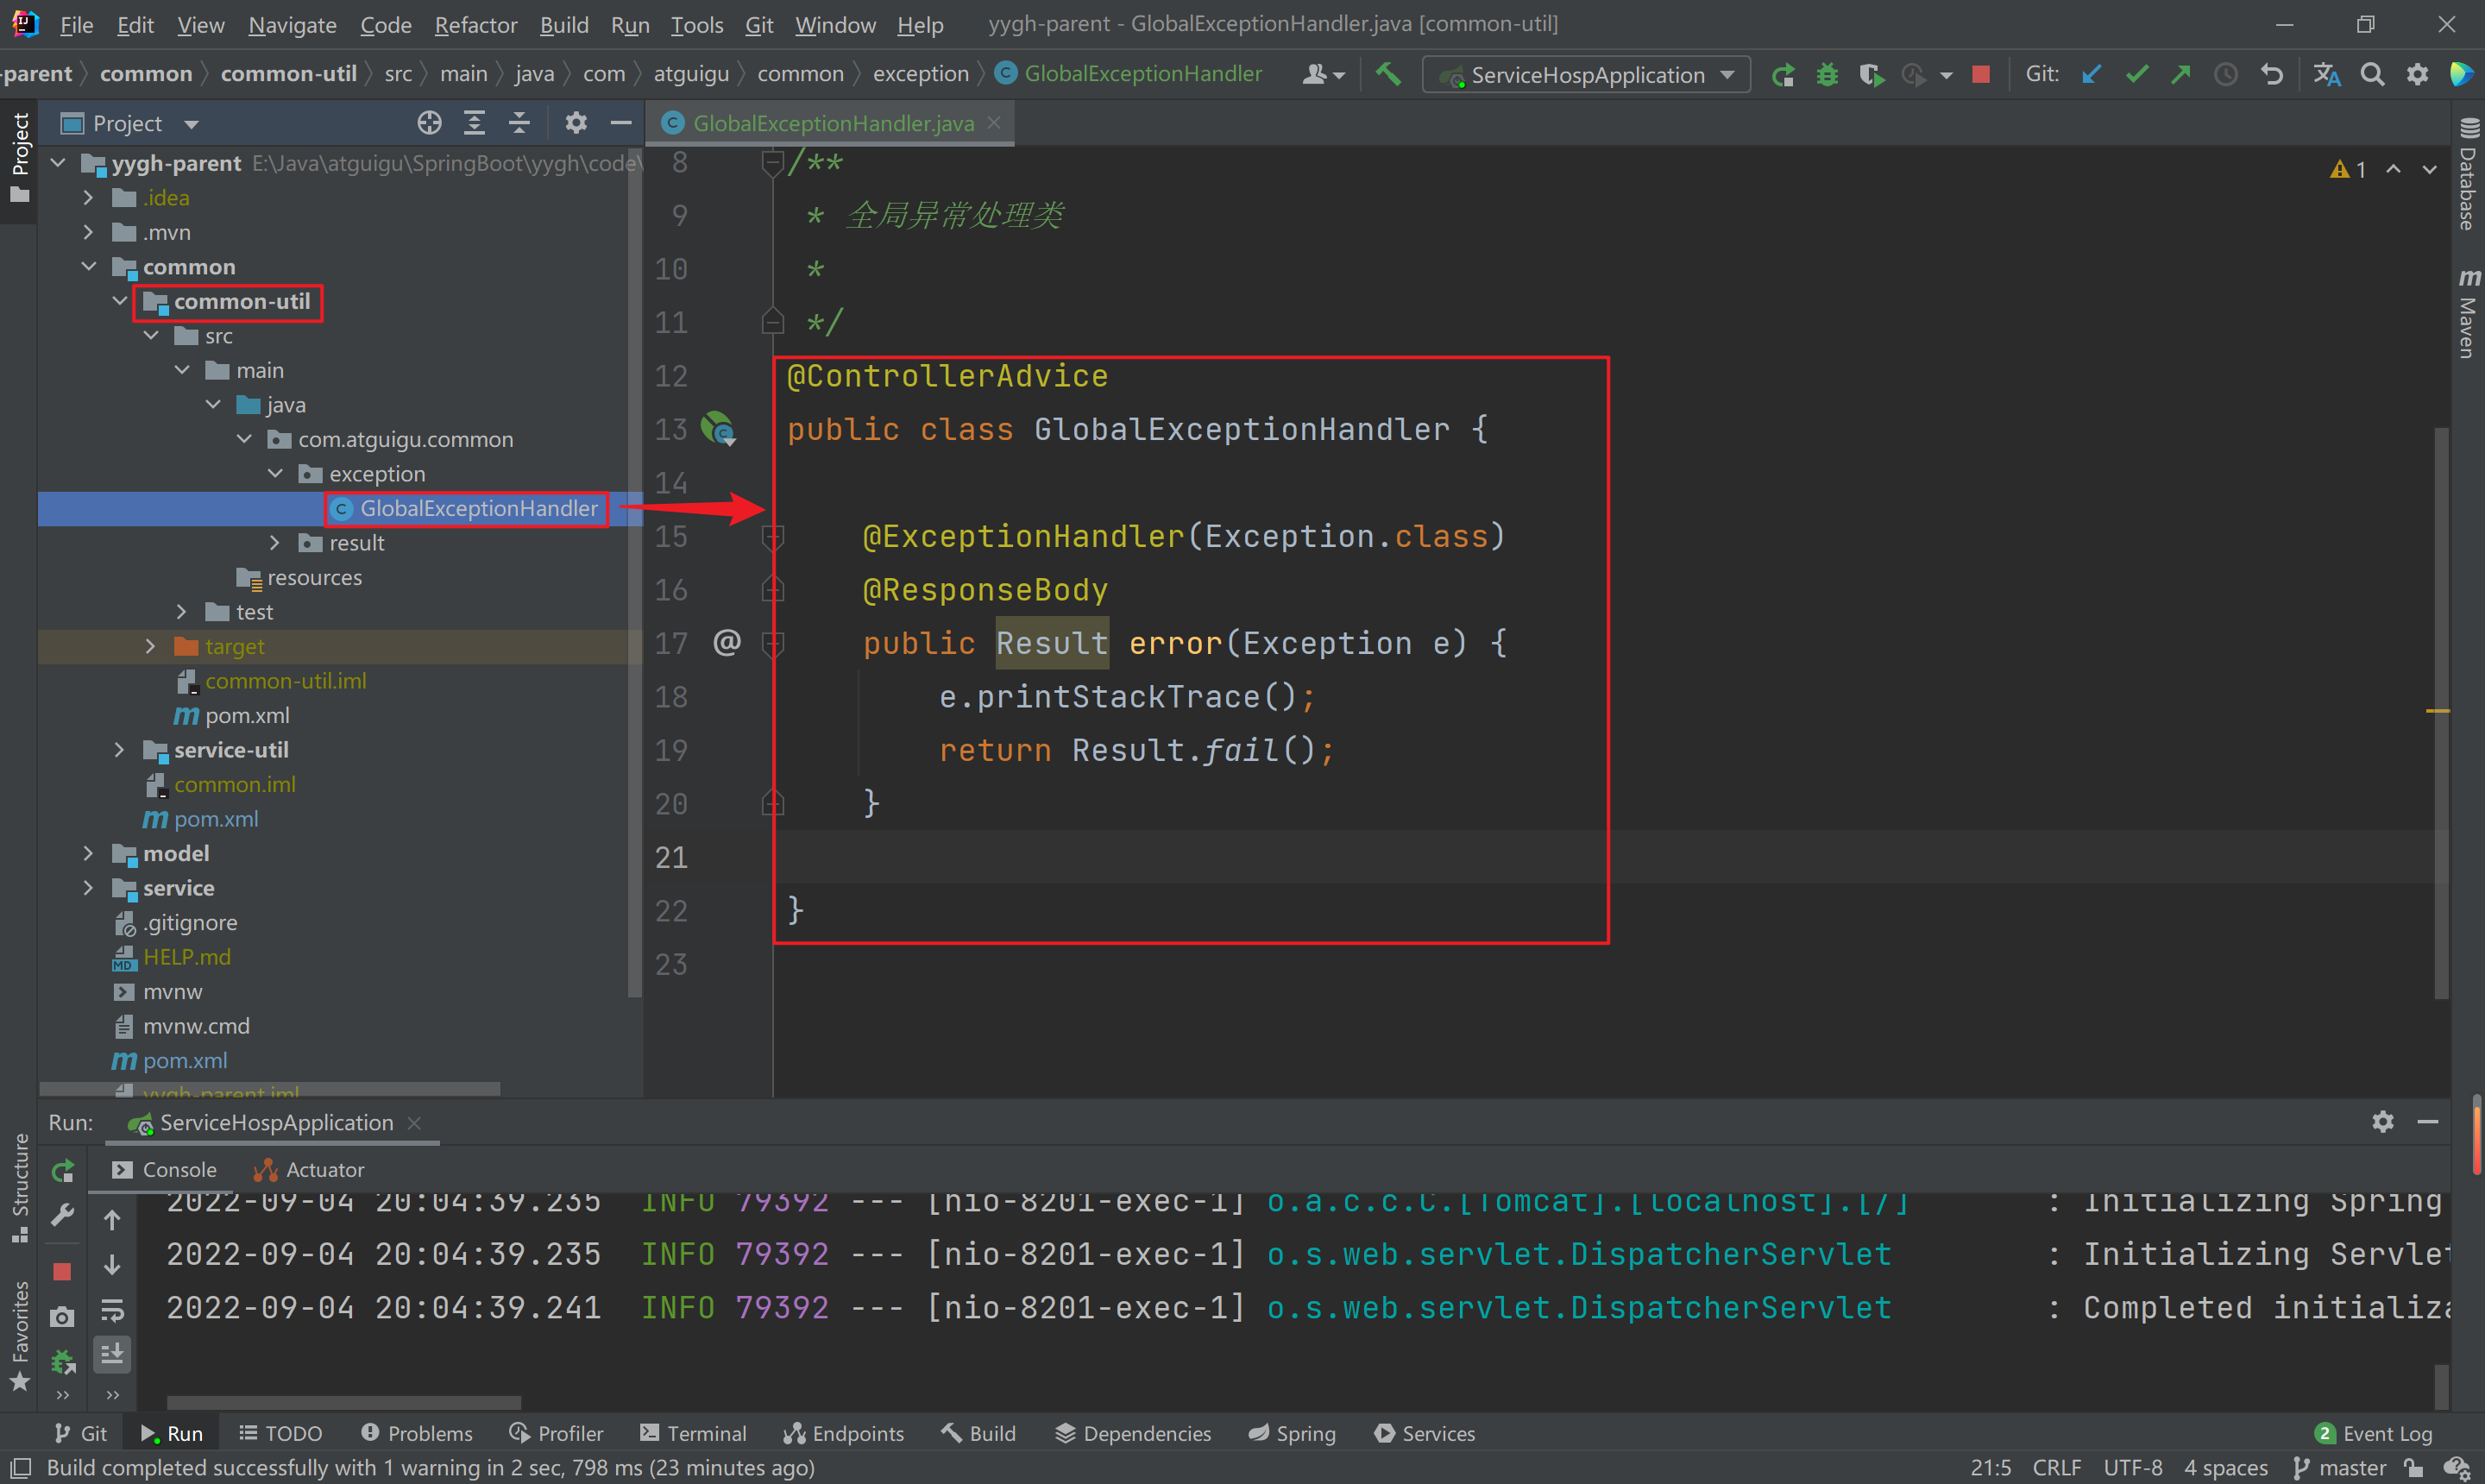 File Edit View Navigate Code Refactor Build Run Tools Git Window Help yygh-parent - GlobalExceptionHandler.java [common-util]
-parent common common-util src main java com atguigu common exception GlobalExceptionHandler ServiceHospApplication Git:
Project
Project
GlobalExceptionHandler.java
yygh-parent E:\Java\atguigu\SpringBoot\yygh\code\
.idea
.mvn
common
common-util
src
main
java
com.atguigu.common
exception
GlobalExceptionHandler
result
resources
test
target
common-util.iml
pom.xml
service-util
common.iml
pom.xml
model
service
.gitignore
HELP.md
mvnw
mvnw.cmd
pom.xml
yygh-parent.iml
8 /**
9 * 全局异常处理类
10 *
11 */
12 @ControllerAdvice
13 public class GlobalExceptionHandler {
14
15 @ExceptionHandler(Exception.class)
16 @ResponseBody
17 @ public Result error(Exception e) {
18 e.printStackTrace();
19 return Result.fail();
20 }
21
22 }
23
1
Database
Maven
Structure
Favorites
Run: ServiceHospApplication
Console Actuator
2022-09-04 20:04:39.235 INFO 79392 --- [nio-8201-exec-1] o.a.c.c.C.[Tomcat].[localhost].[/] : Initializing Spring
2022-09-04 20:04:39.235 INFO 79392 --- [nio-8201-exec-1] o.s.web.servlet.DispatcherServlet : Initializing Servlet
2022-09-04 20:04:39.241 INFO 79392 --- [nio-8201-exec-1] o.s.web.servlet.DispatcherServlet : Completed initializa
Git Run TODO Problems Profiler Terminal Endpoints Build Dependencies Spring Services 2 Event Log
Build completed successfully with 1 warning in 2 sec, 798 ms (23 minutes ago) 21:5 CRLF UTF-8 4 spaces master